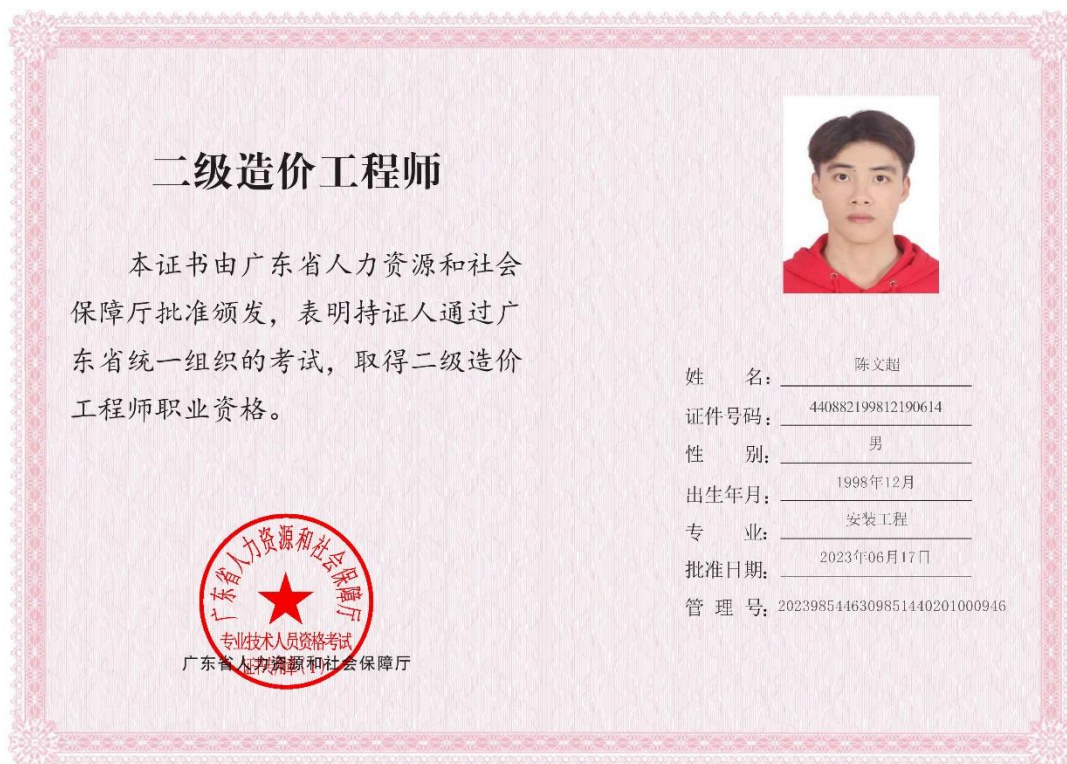 二级造价工程师
本证书由广东省人力资源和社会
保障厅批准颁发，表明持证人通过广
东省统一组织的考试，取得二级造价
工程师职业资格。
广东省人力资源和社会保障厅
专业技术人员资格考试
广东省人力资源和社会保障厅
姓 名：陈文超
证件号码：440882199812190614
性 别：男
出生年月：1998年12月
专 业：安装工程
批准日期：2023年06月17日
管 理 号：20239854463098514402010000946